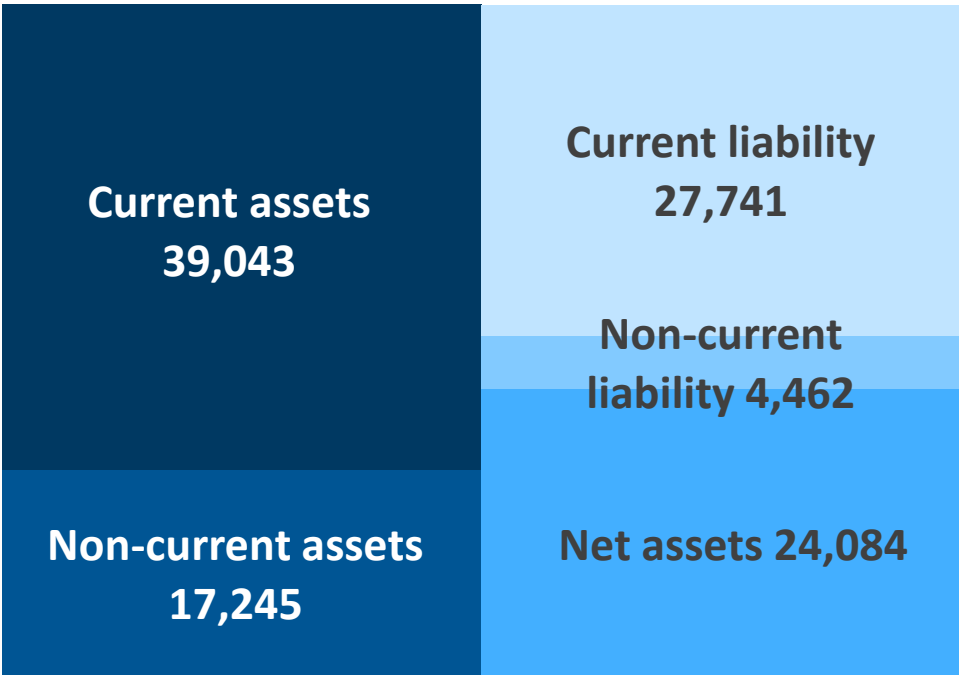 Current assets
39,043
Non-current assets
17,245
Current liability
27,741
Non-current
liability 4,462
Net assets 24,084